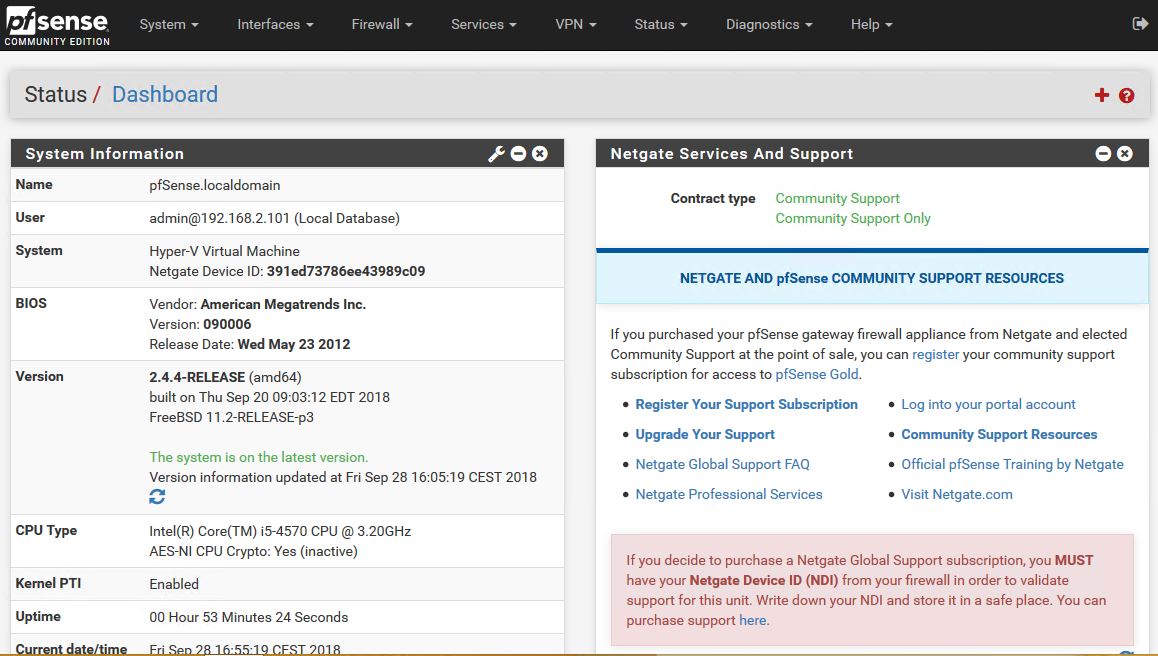 pfsense
COMMUNITY EDITION
System
Interfaces
Firewall
Services
VPN
Status
Diagnostics
Help
Status / Dashboard
System Information
Name pfSense.localdomain
User admin@192.168.2.101 (Local Database)
System Hyper-V Virtual Machine
Netgate Device ID: 391ed73786ee43989c09
BIOS Vendor: American Megatrends Inc.
Version: 090006
Release Date: Wed May 23 2012
Version 2.4.4-RELEASE (amd64)
built on Thu Sep 20 09:03:12 EDT 2018
FreeBSD 11.2-RELEASE-p3
The system is on the latest version.
Version information updated at Fri Sep 28 16:05:19 CEST 2018
CPU Type Intel(R) Core(TM) i5-4570 CPU @ 3.20GHz
AES-NI CPU Crypto: Yes (inactive)
Kernel PTI Enabled
Uptime 00 Hour 53 Minutes 24 Seconds
Current date/time Fri Sep 28 16:55:19 CEST 2018
Netgate Services And Support
Contract type Community Support
Community Support Only
NETGATE AND pfSense COMMUNITY SUPPORT RESOURCES
If you purchased your pfSense gateway firewall appliance from Netgate and elected
Community Support at the point of sale, you can register your community support
subscription for access to pfSense Gold.
• Register Your Support Subscription
• Upgrade Your Support
• Netgate Global Support FAQ
• Netgate Professional Services
• Log into your portal account
• Community Support Resources
• Official pfSense Training by Netgate
• Visit Netgate.com
If you decide to purchase a Netgate Global Support subscription, you MUST
have your Netgate Device ID (NDI) from your firewall in order to validate
support for this unit. Write down your NDI and store it in a safe place. You can
purchase support here.